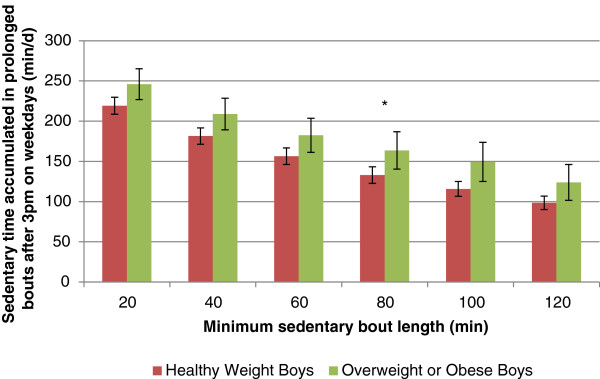 Sedentary time accumulated in prolonged
bouts after 3pm on weekdays (min/d)
300
250
200
150
100
50
0
*
20 40 60 80 100 120
Minimum sedentary bout length (min)
Healthy Weight Boys Overweight or Obese Boys